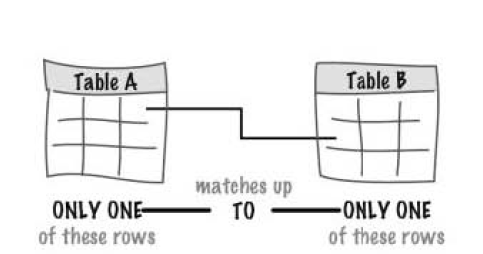 Table A
Table B
matches up
ONLY ONE TO ONLY ONE
of these rows
of these rows